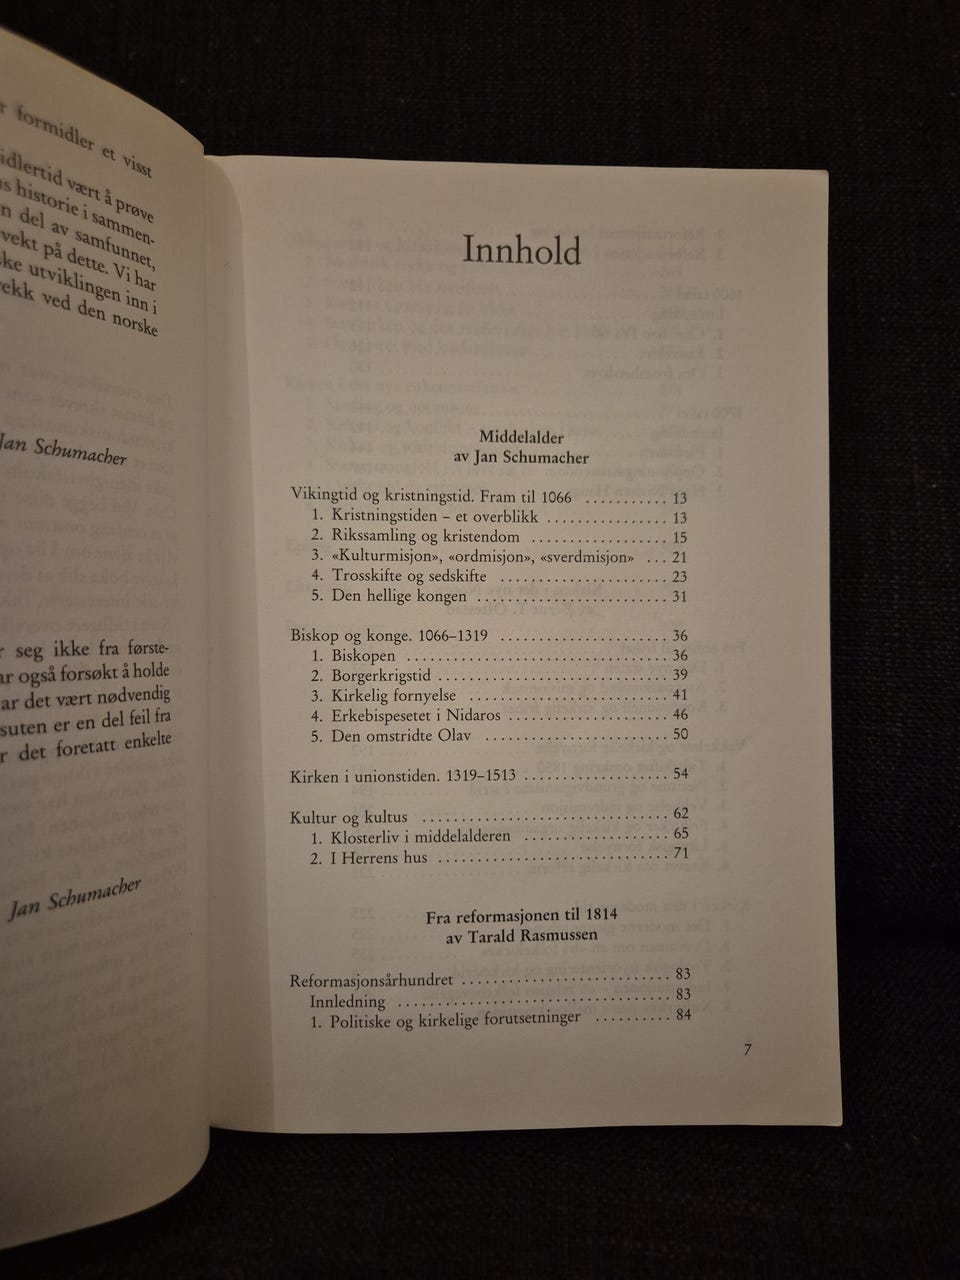 formidler et visst
vært å prøve
historie i sammen-
del av samfunnet,
vekt på dette. Vi har
utviklingen inn i
ved den norske
Jan Schumacher
seg ikke fra første-
også forsøkt å holde
det vært nødvendig
er en del feil fra
det foretatt enkelte
Jan Schumacher
Innhold
Middelalder
av Jan Schumacher
Vikingtid og kristningstid. Fram til 1066 ........... 13
1. Kristningstiden – et overblikk ................ 13
2. Rikssamling og kristendom .................. 15
3. «Kulturmisjon», «ordmisjon», «sverdmisjon» ... 21
4. Trosskifte og sedskifte ...................... 23
5. Den hellige kongen ......................... 31
Biskop og konge. 1066–1319 ...................... 36
1. Biskopen .................................. 36
2. Borgerkrigstid .............................. 39
3. Kirkelig fornyelse .......................... 41
4. Erkebispesetet i Nidaros ..................... 46
5. Den omstridte Olav ........................ 50
Kirken i unionstiden. 1319–1513 ................... 54
Kultur og kultus ................................. 62
1. Klosterliv i middelalderen ................... 65
2. I Herrens hus .............................. 71
Fra reformasjonen til 1814
av Tarald Rasmussen
Reformasjonsårhundret ........................... 83
Innledning .................................... 83
1. Politiske og kirkelige forutsetninger .......... 84
7